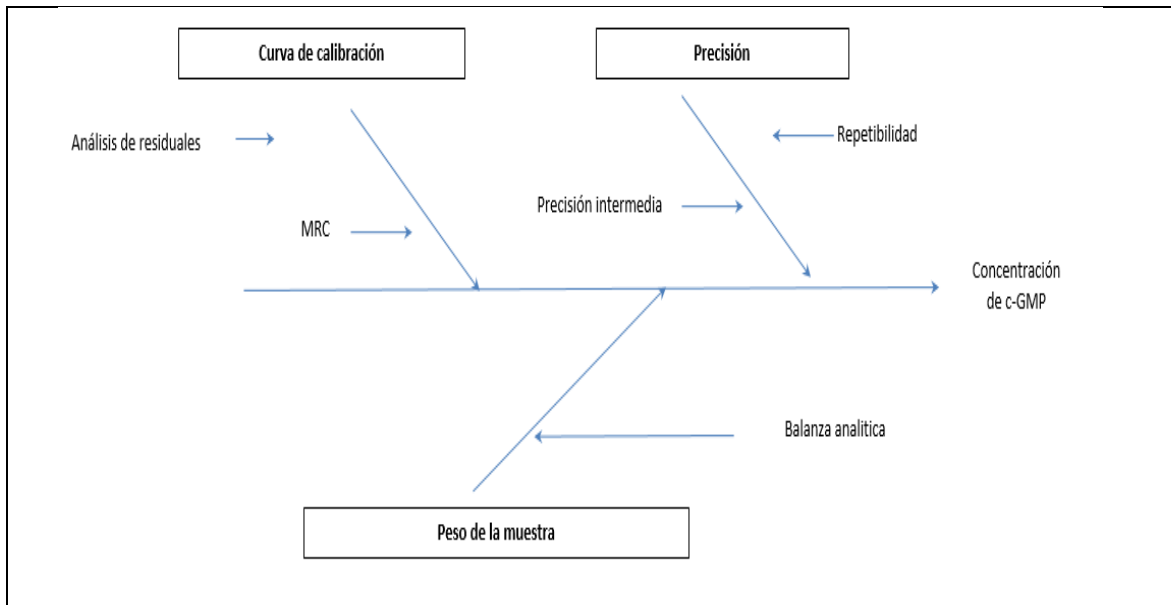 Curva de calibración
Precisión
Análisis de residuales
Repetibilidad
Precisión intermedia
MRC
Concentración
de c-GMP
Balanza analitica
Peso de la muestra